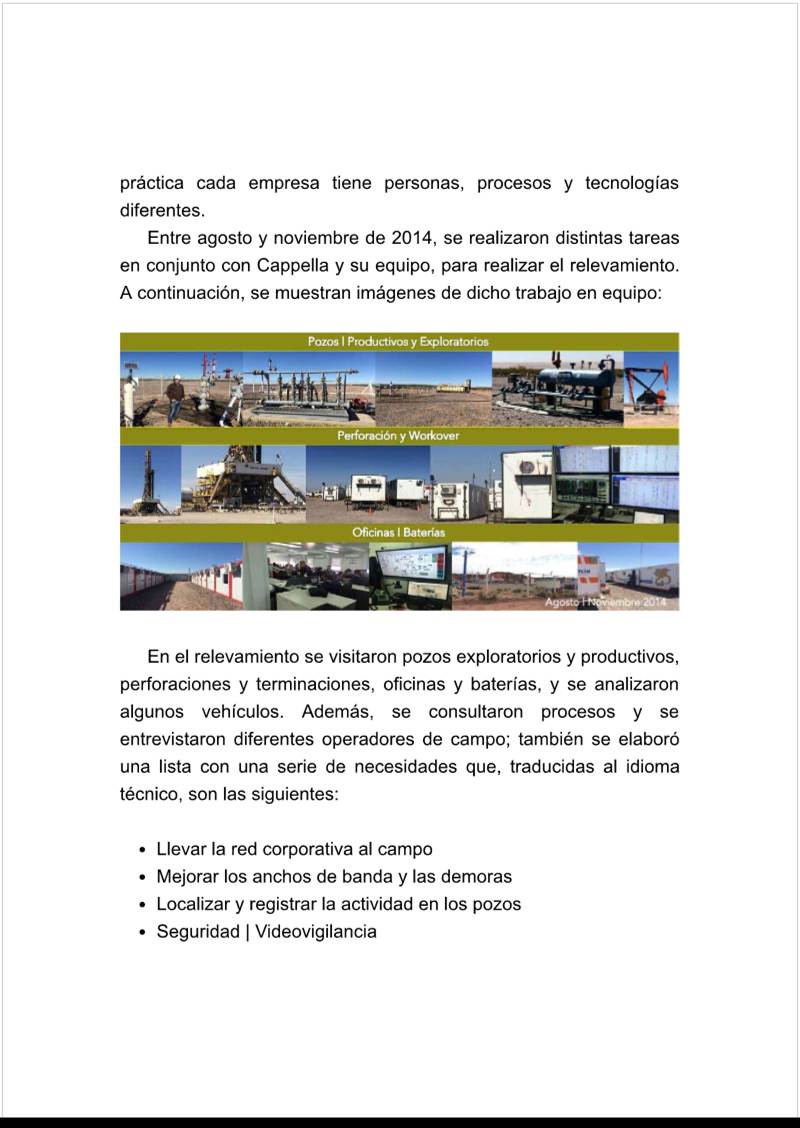 práctica cada empresa tiene personas, procesos y tecnologías
diferentes.
Entre agosto y noviembre de 2014, se realizaron distintas tareas
en conjunto con Cappella y su equipo, para realizar el relevamiento.
A continuación, se muestran imágenes de dicho trabajo en equipo:
Pozos | Productivos y Exploratorios
Perforación y Workover
Oficinas | Baterías
Agosto | Noviembre 2014
En el relevamiento se visitaron pozos exploratorios y productivos,
perforaciones y terminaciones, oficinas y baterías, y se analizaron
algunos vehículos. Además, se consultaron procesos y se
entrevistaron diferentes operadores de campo; también se elaboró
una lista con una serie de necesidades que, traducidas al idioma
técnico, son las siguientes:
• Llevar la red corporativa al campo
• Mejorar los anchos de banda y las demoras
• Localizar y registrar la actividad en los pozos
• Seguridad | Videovigilancia